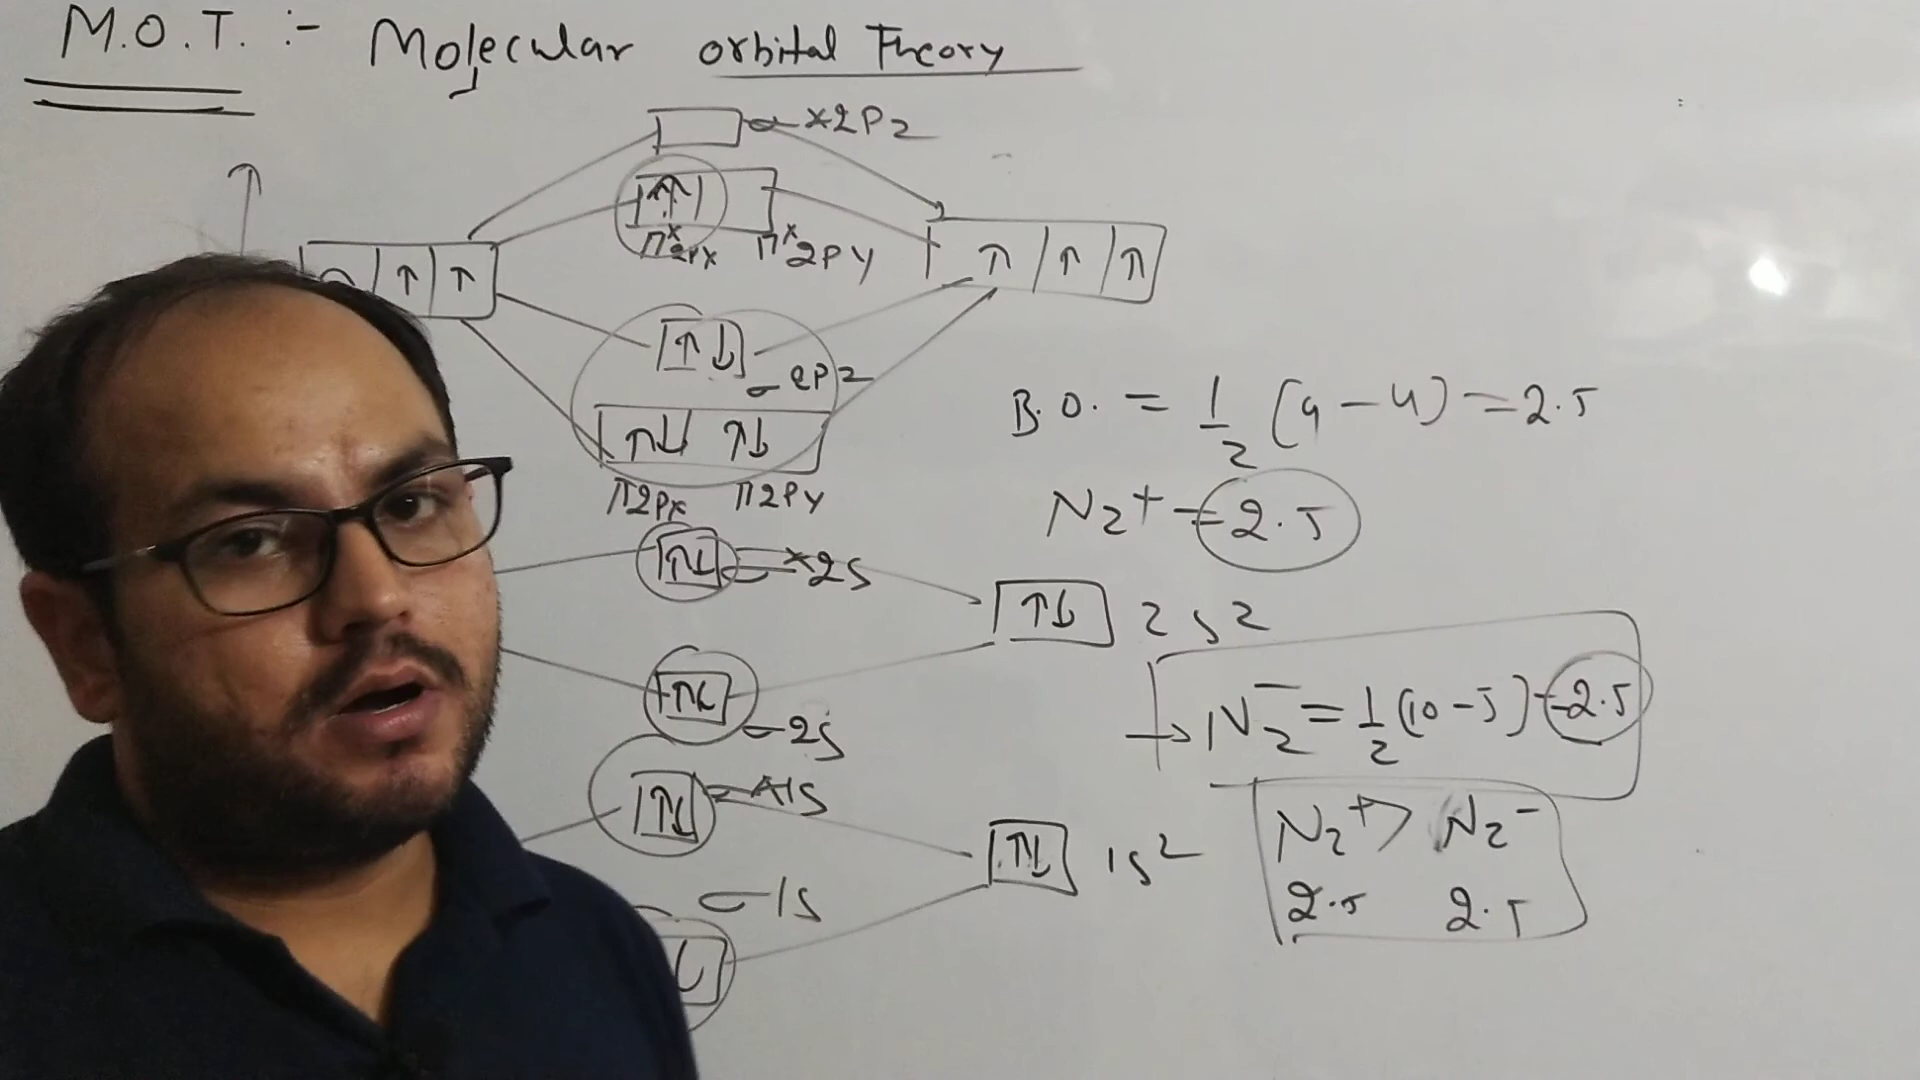 M.O.T. :- Molecular orbital Theory
σ*2Pz
π*2Px π*2Py
σ2Pz
π2Px π2Py
B.O. = 1/2 (9 - 4) = 2.5
N2+ = 2.5
σ*2s
2s2
σ2s
→ N2- = 1/2 (10 - 5) = 2.5
σ*1s
1s2
N2+ > N2-
2.5 2.5
σ1s